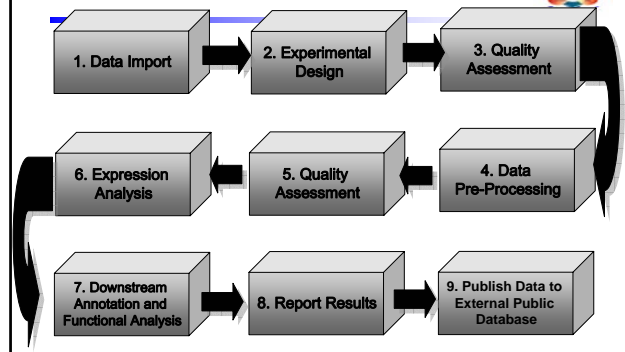 1. Data Import
2. Experimental
Design
3. Quality
Assessment
4. Data
Pre-Processing
5. Quality
Assessment
6. Expression
Analysis
7. Downstream
Annotation and
Functional Analysis
8. Report Results
9. Publish Data to
External Public
Database